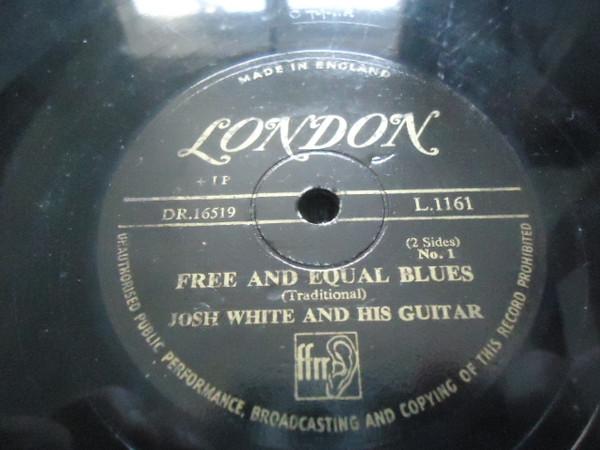 MADE IN ENGLAND
LONDON
DR.16519 L.1161
(2 Sides)
No. 1
FREE AND EQUAL BLUES
(Traditional)
JOSH WHITE AND HIS GUITAR
ffrr
UNAUTHORISED PUBLIC PERFORMANCE, BROADCASTING AND COPYING OF THIS RECORD PROHIBITED